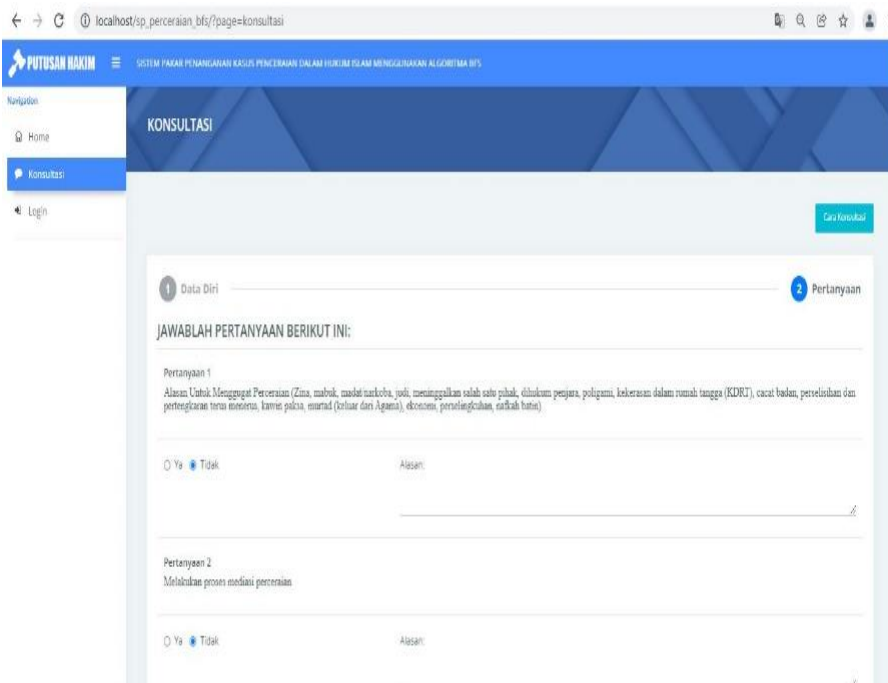 localhost/sp_perceraian_bfs/?page=konsultasi
PUTUSAN HAKIM
SISTEM PAKAR PENANGANAN KASUS PENCERAIAN DALAM HUKUM ISLAM MENGGUNAKAN ALGORITMA BFS
Navigation
Home
Konsultasi
Login
KONSULTASI
Cara Konsultasi
1 Data Diri
2 Pertanyaan
JAWABLAH PERTANYAAN BERIKUT INI:
Pertanyaan 1
Alasan Untuk Menggugat Perceraian (Zina, mabuk, madat/narkoba, judi, meninggalkan salah satu pihak, dihukum penjara, poligami, kekerasan dalam rumah tangga (KDRT), cacat badan, perselisihan dan
pertengkaran terus menerus, kawin paksa, murtad (keluar dari Agama), ekonomi, perselingkuhan, nafkah batin)
Ya Tidak
Alasan:
Pertanyaan 2
Melakukan proses mediasi perceraian
Ya Tidak
Alasan: